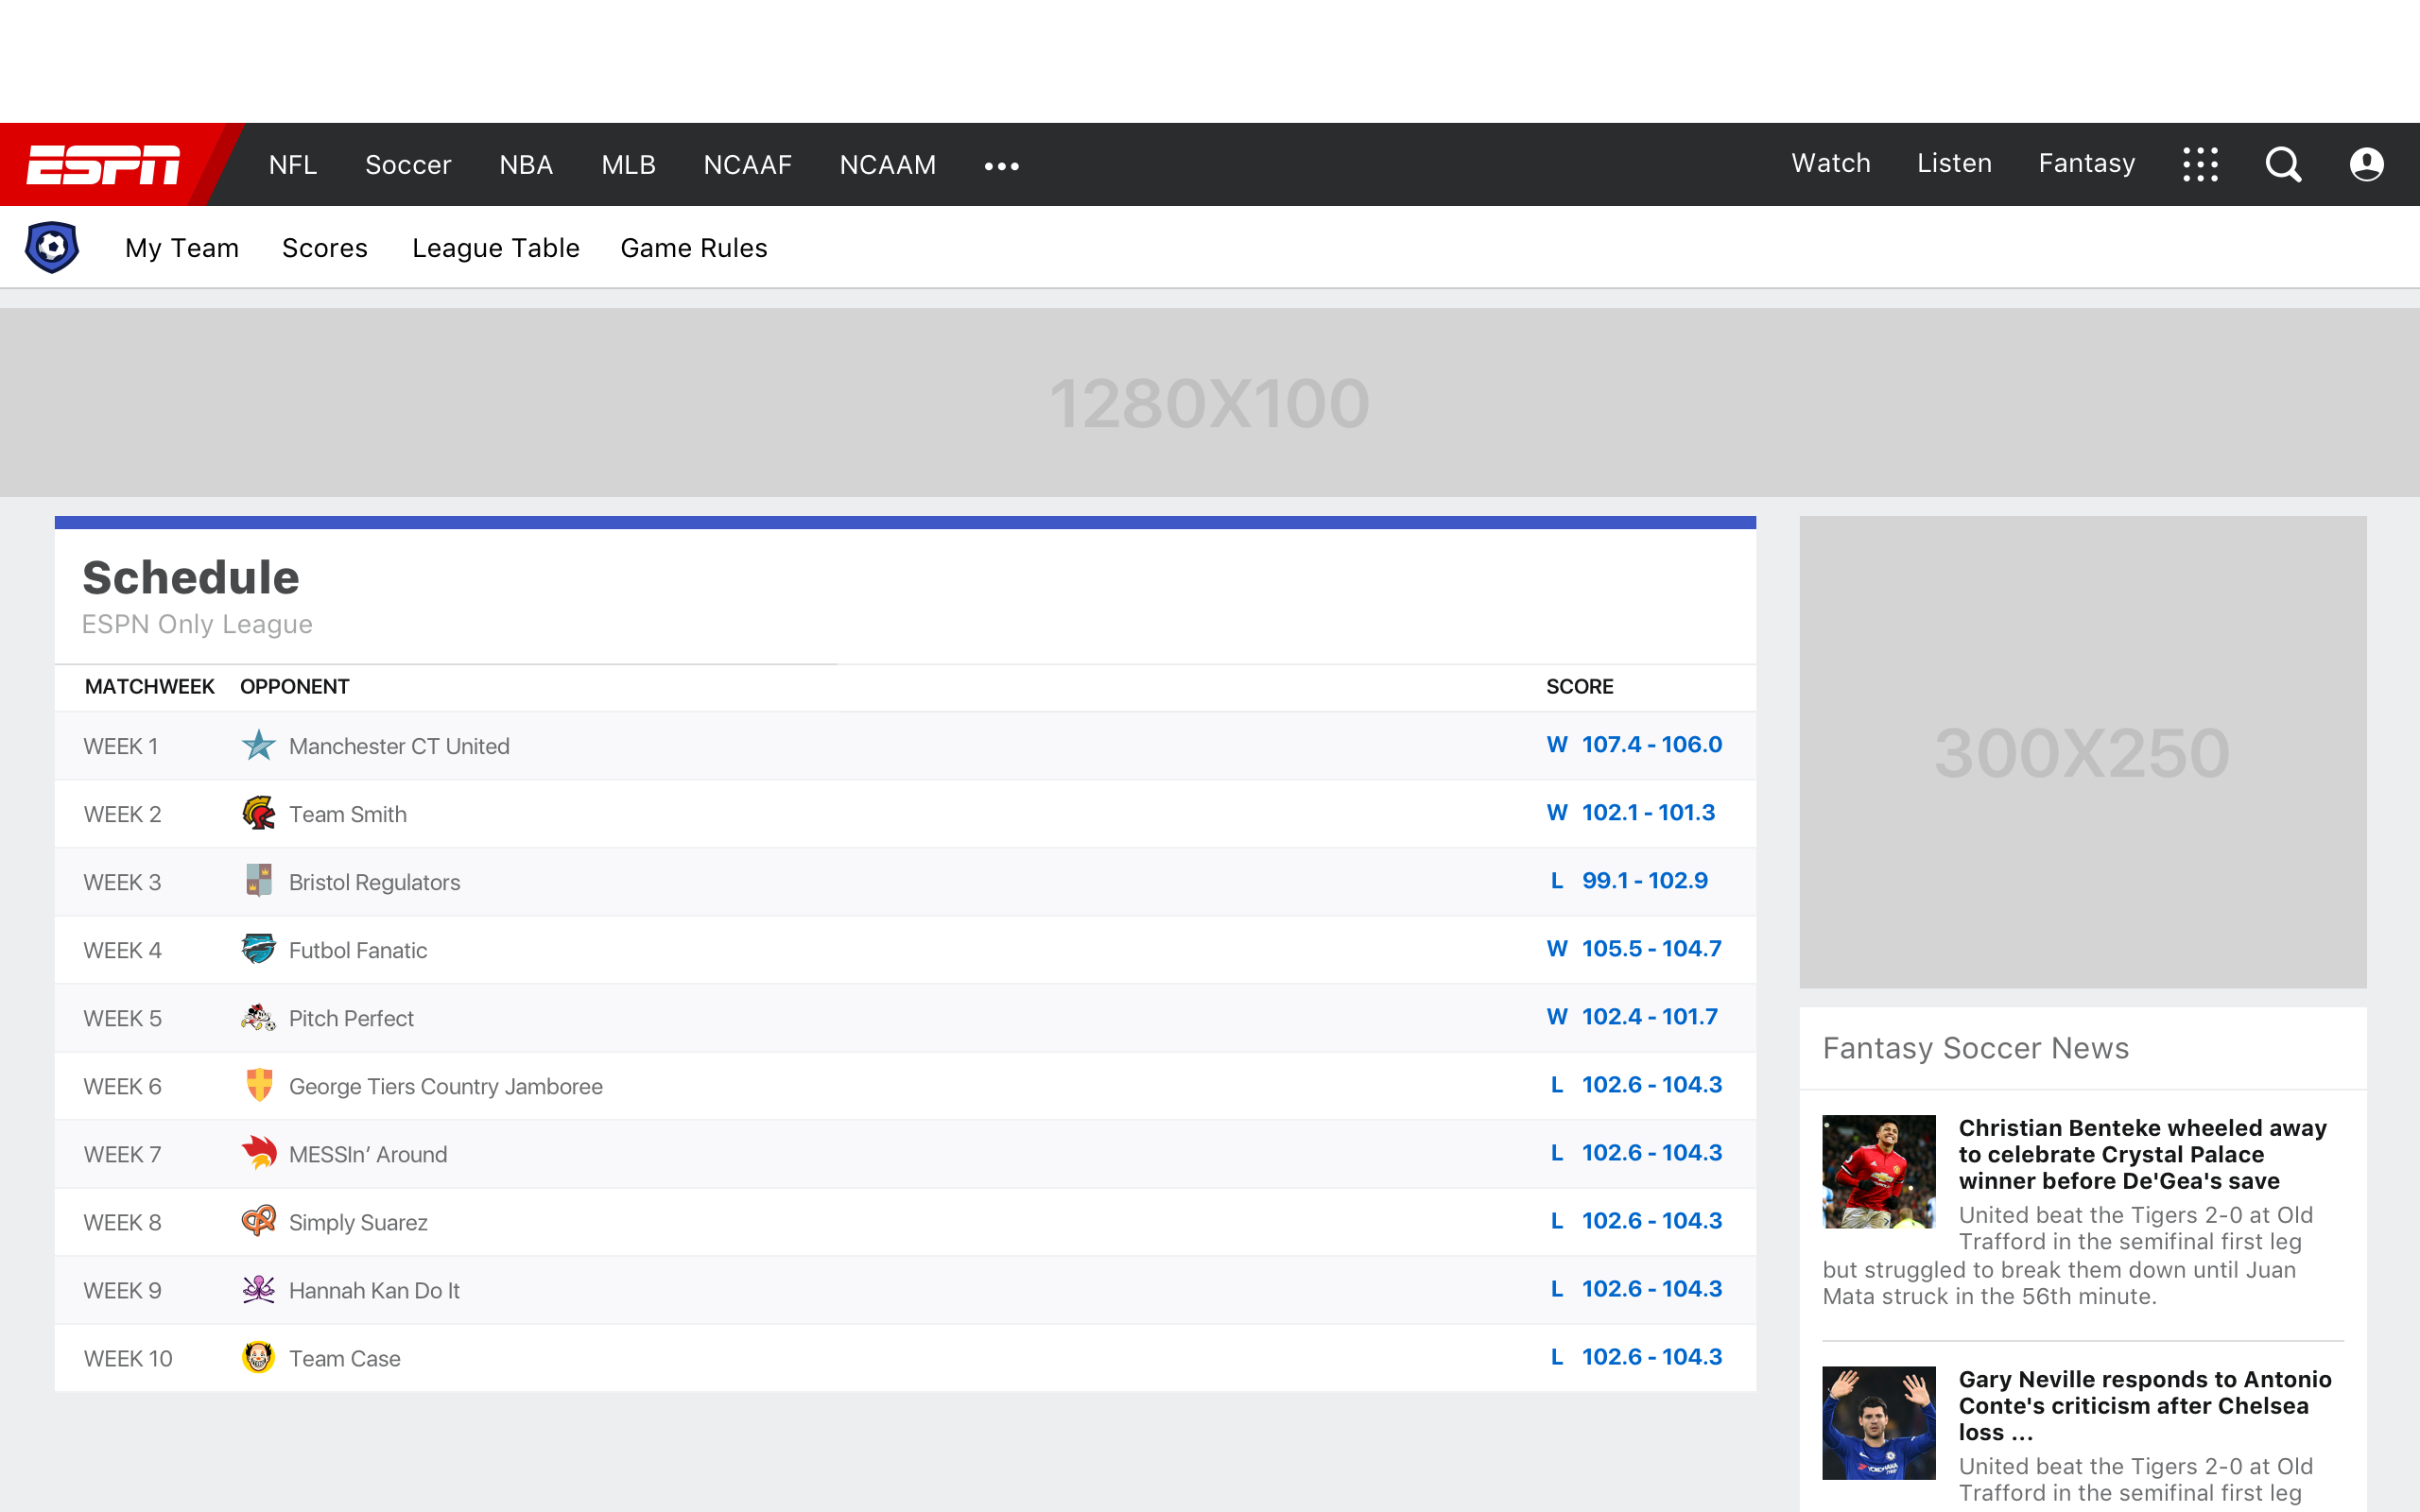 ESPN NFL Soccer NBA MLB NCAAF NCAAM Watch Listen Fantasy
My Team Scores League Table Game Rules
1280X100
Schedule
ESPN Only League
MATCHWEEK OPPONENT SCORE
WEEK 1 Manchester CT United W 107.4 - 106.0
WEEK 2 Team Smith W 102.1 - 101.3
WEEK 3 Bristol Regulators L 99.1 - 102.9
WEEK 4 Futbol Fanatic W 105.5 - 104.7
WEEK 5 Pitch Perfect W 102.4 - 101.7
WEEK 6 George Tiers Country Jamboree L 102.6 - 104.3
WEEK 7 MESSIn’ Around L 102.6 - 104.3
WEEK 8 Simply Suarez L 102.6 - 104.3
WEEK 9 Hannah Kan Do It L 102.6 - 104.3
WEEK 10 Team Case L 102.6 - 104.3
300X250
Fantasy Soccer News
Christian Benteke wheeled away
to celebrate Crystal Palace
winner before De'Gea's save
United beat the Tigers 2-0 at Old
Trafford in the semifinal first leg
but struggled to break them down until Juan
Mata struck in the 56th minute.
Gary Neville responds to Antonio
Conte's criticism after Chelsea
loss ...
United beat the Tigers 2-0 at Old
Trafford in the semifinal first leg